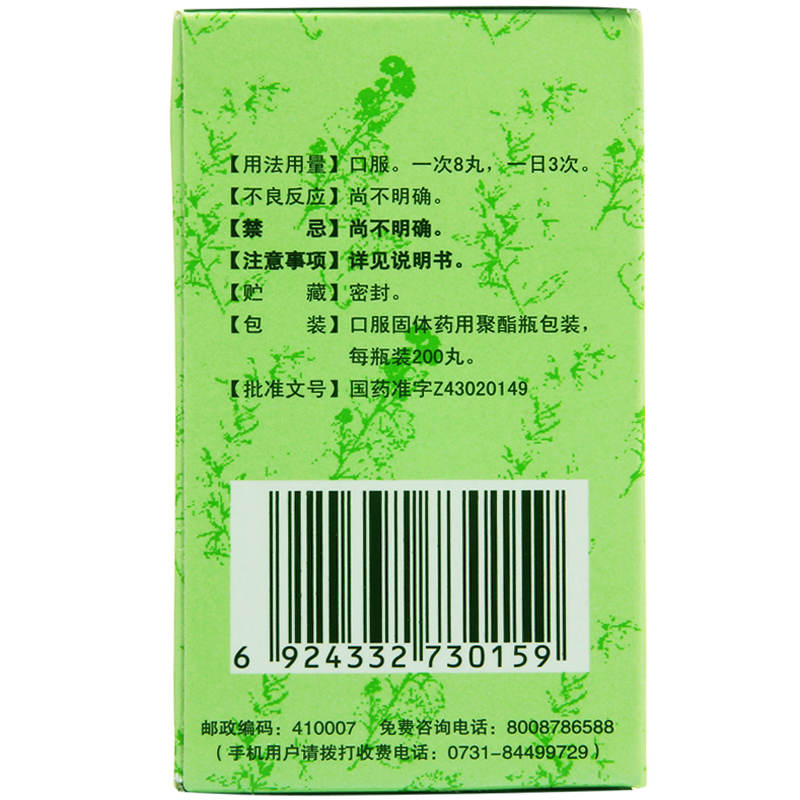 【用法用量】口服。一次8丸，一日3次。
【不良反应】尚不明确。
【禁　　忌】尚不明确。
【注意事项】详见说明书。
【贮　　藏】密封。
【包　　装】口服固体药用聚酯瓶包装，
每瓶装200丸。
【批准文号】国药准字Z43020149
6 924332 730159
邮政编码：410007　免费咨询电话：8008786588
（手机用户请拨打收费电话：0731-84499729）